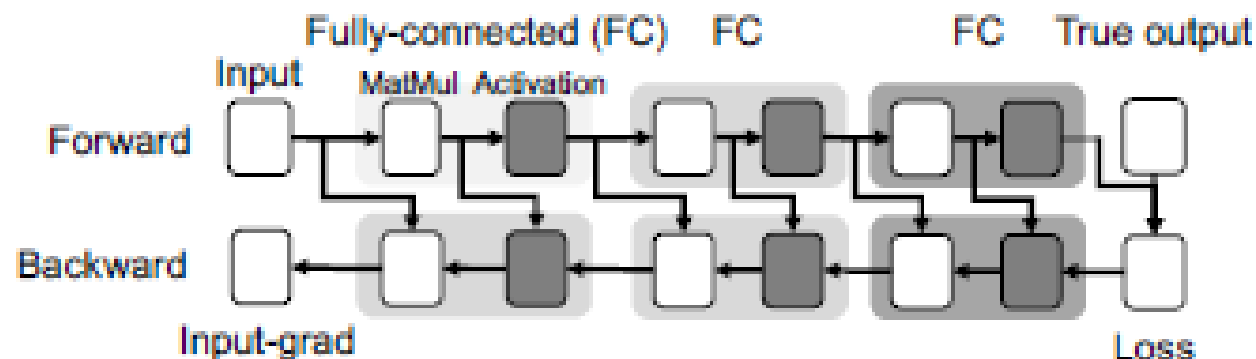 Fully-connected (FC) FC FC True output
Input
MatMul Activation
Forward
Backward
Input-grad
Loss